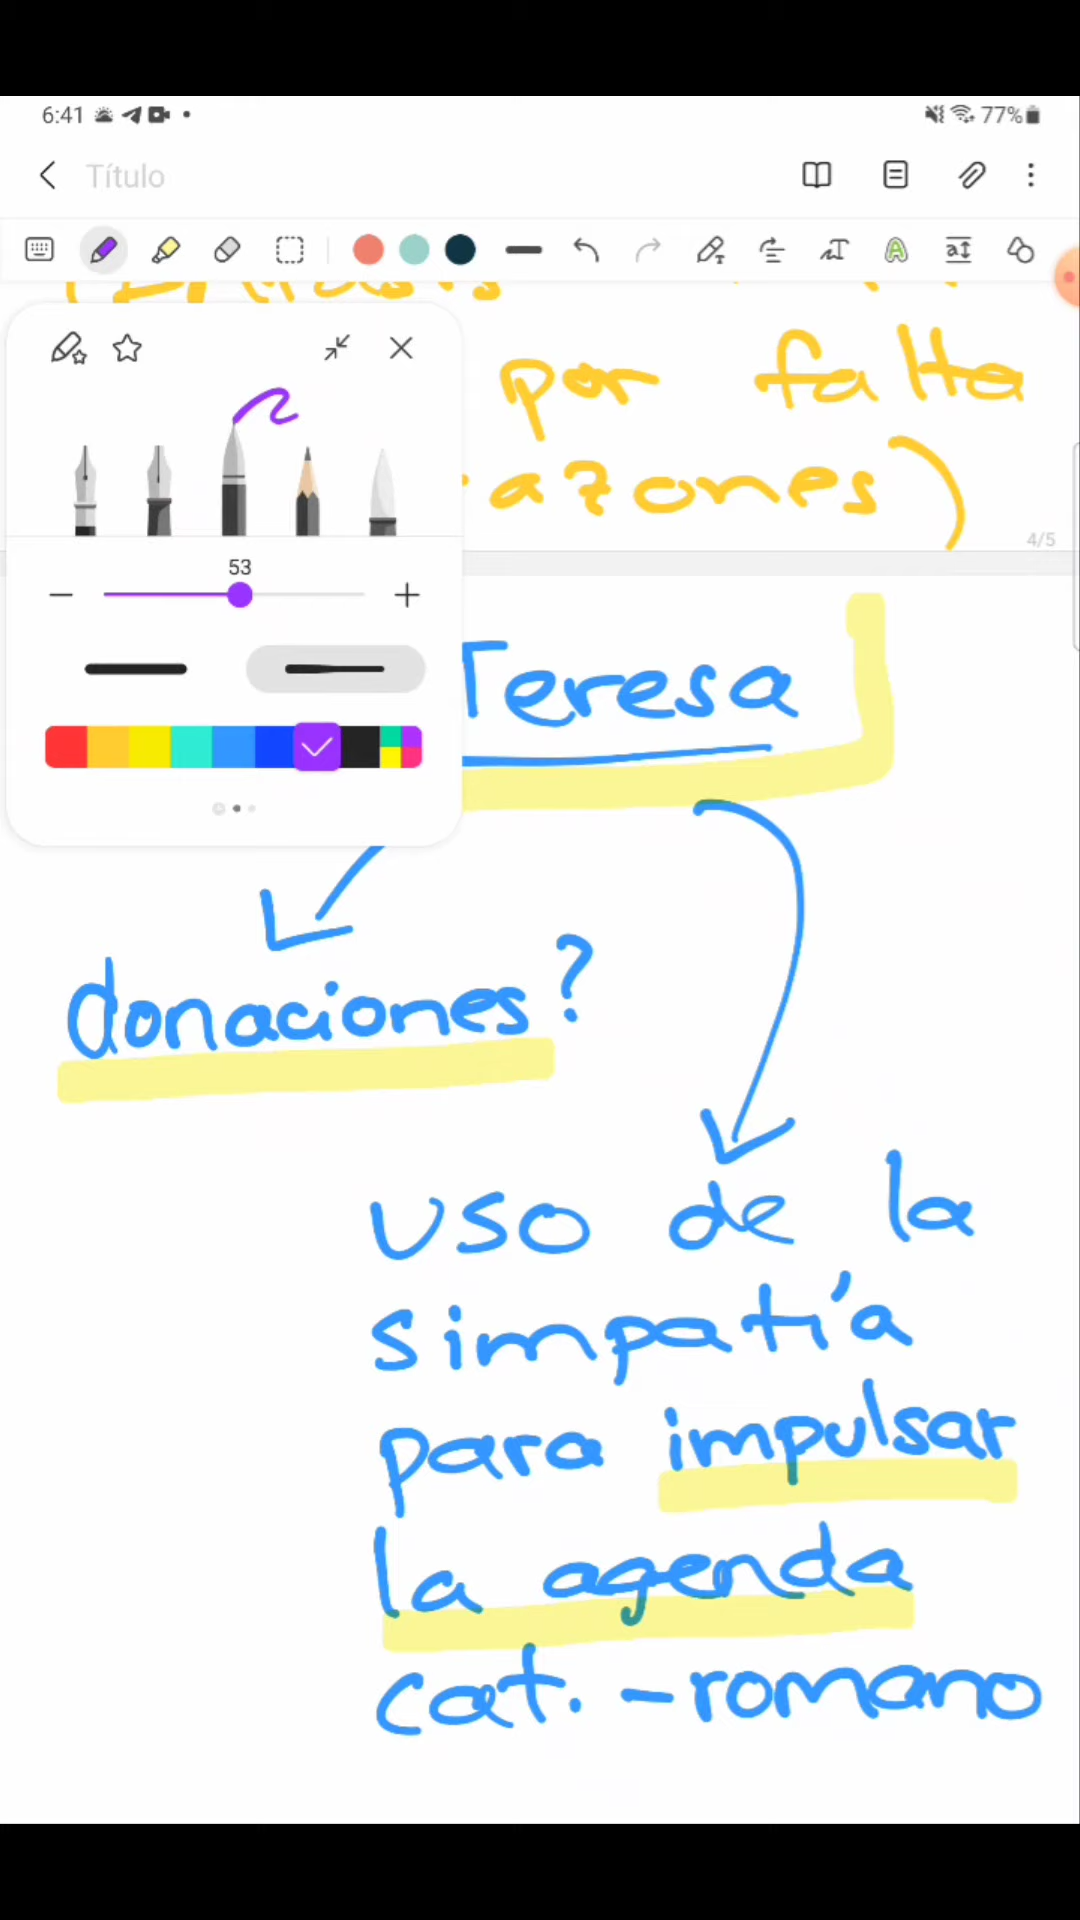 6:41
77%
Título
por falta
azones)
4/5
53
Teresa
donaciones?
uso de la
simpatía
para impulsar
la agenda
cat. - romano